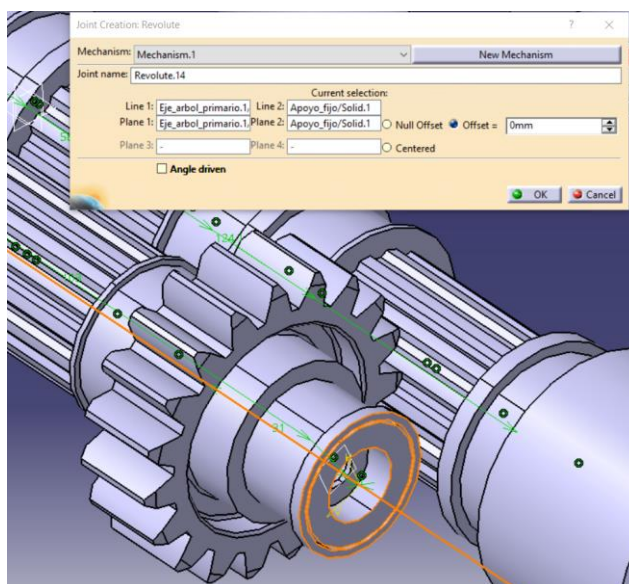 Joint Creation: Revolute ? ×
Mechanism: Mechanism.1 New Mechanism
Joint name: Revolute.14
Current selection:
Line 1: Eje_arbol_primario.1, Line 2: Apoyo_fijo/Solid.1
Plane 1: Eje_arbol_primario.1, Plane 2: Apoyo_fijo/Solid.1 Null Offset Offset = 0mm
Plane 3: - Plane 4: - Centered
Angle driven
OK Cancel
124
21